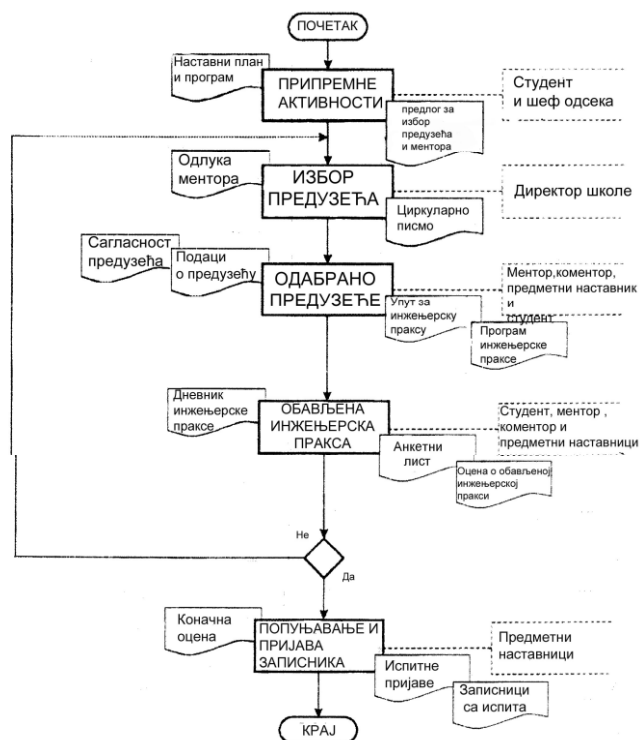 ПОЧЕТАК
Наставни план
и програм
ПРИПРЕМНЕ
АКТИВНОСТИ
Студент
и шеф одсека
предлог за
избор
предузећа
и ментора
Одлука
ментора
ИЗБОР
ПРЕДУЗЕЋА
Директор школе
Циркуларно
писмо
Сагласност
предузећа
Подаци
о предузећу
ОДАБРАНО
ПРЕДУЗЕЋЕ
Ментор,коментор,
предметни наставник
и
студент
Упут за
инжењерску
праксу
Програм
инжењерске
праксе
Дневник
инжењерске
праксе
ОБАВЉЕНА
ИНЖЕЊЕРСКА
ПРАКСА
Студент, ментор ,
коментор и
предметни наставници
Анкетни
лист
Оцена о обављеној
инжењерској
пракси
Не
Да
Коначна
оцена
ПОПУЊАВАЊЕ И
ПРИЈАВА
ЗАПИСНИКА
Предметни
наставници
Испитне
пријаве
Записници
са испита
КРАЈ